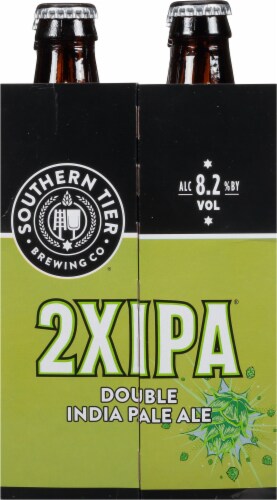 SOUTHERN TIER
BREWING CO.
ALC 8.2 % BY
VOL
2XIPA®
DOUBLE
INDIA PALE ALE